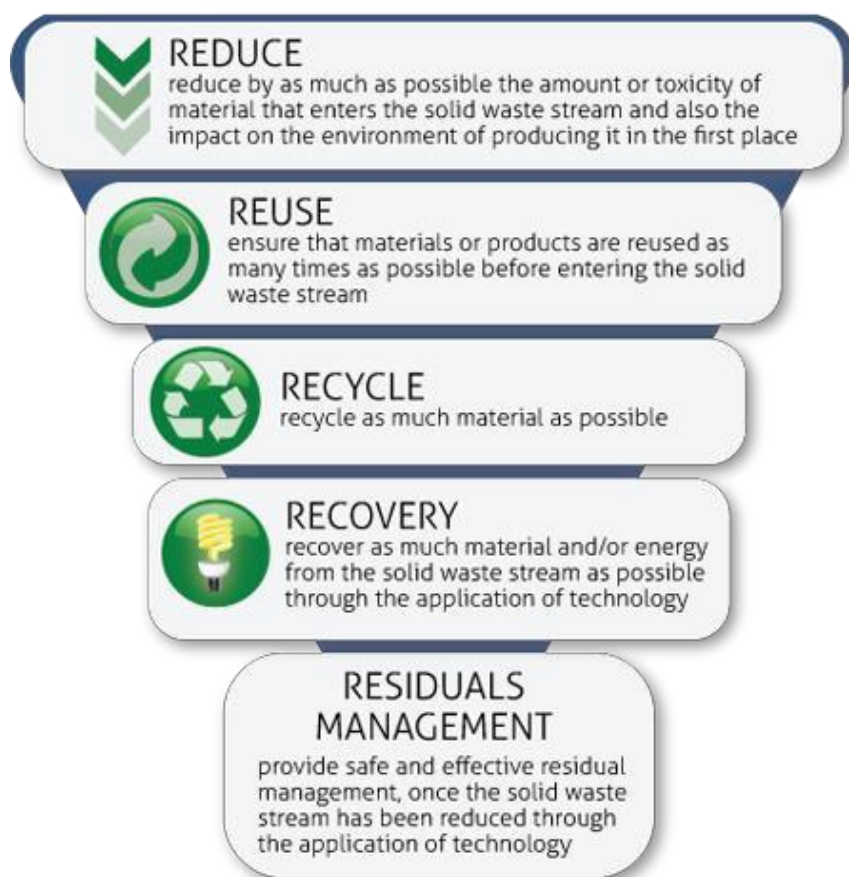 REDUCE
reduce by as much as possible the amount or toxicity of
material that enters the solid waste stream and also the
impact on the environment of producing it in the first place
REUSE
ensure that materials or products are reused as
many times as possible before entering the solid
waste stream
RECYCLE
recycle as much material as possible
RECOVERY
recover as much material and/or energy
from the solid waste stream as possible
through the application of technology
RESIDUALS
MANAGEMENT
provide safe and effective residual
management, once the solid waste
stream has been reduced through
the application of technology